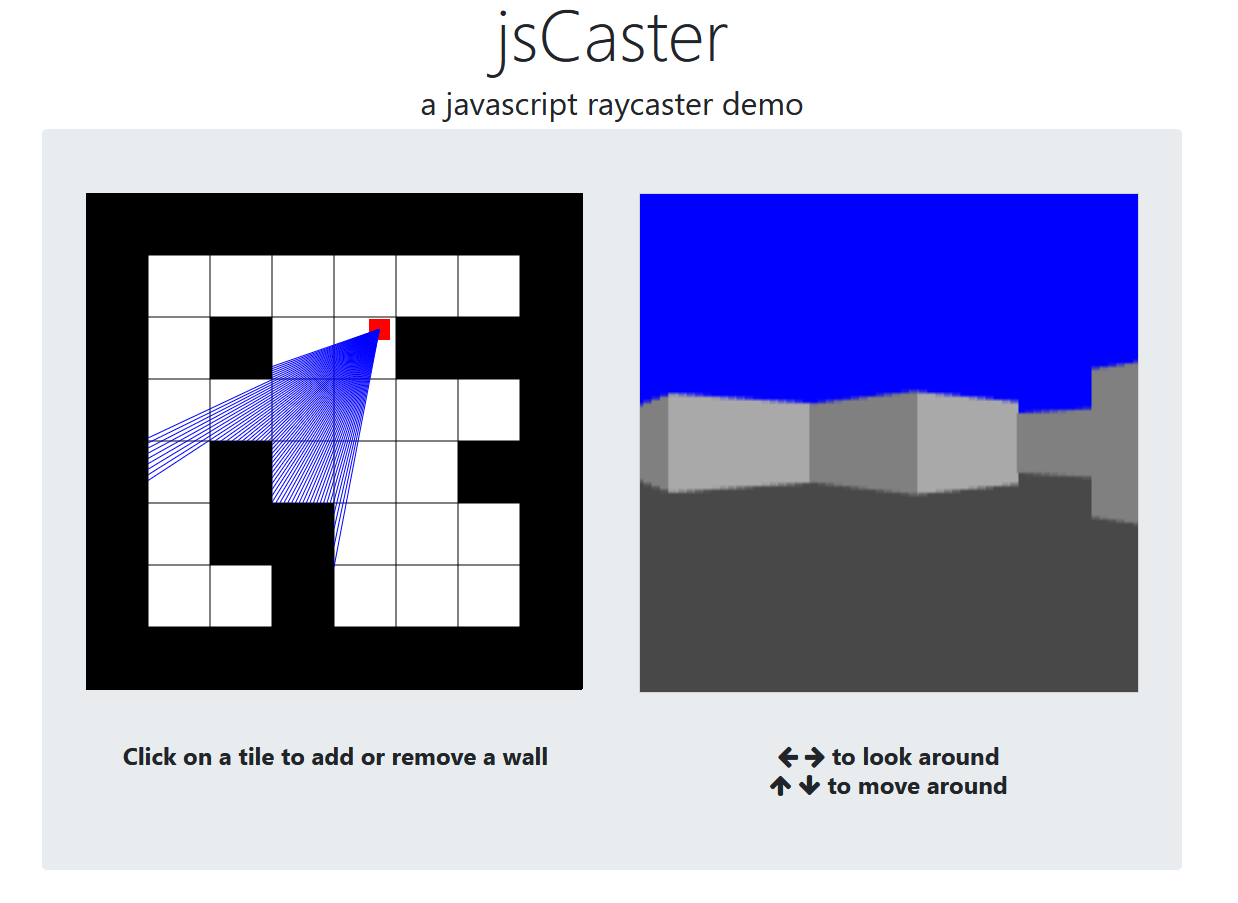 jsCaster
a javascript raycaster demo
Click on a tile to add or remove a wall
← → to look around
↑ ↓ to move around